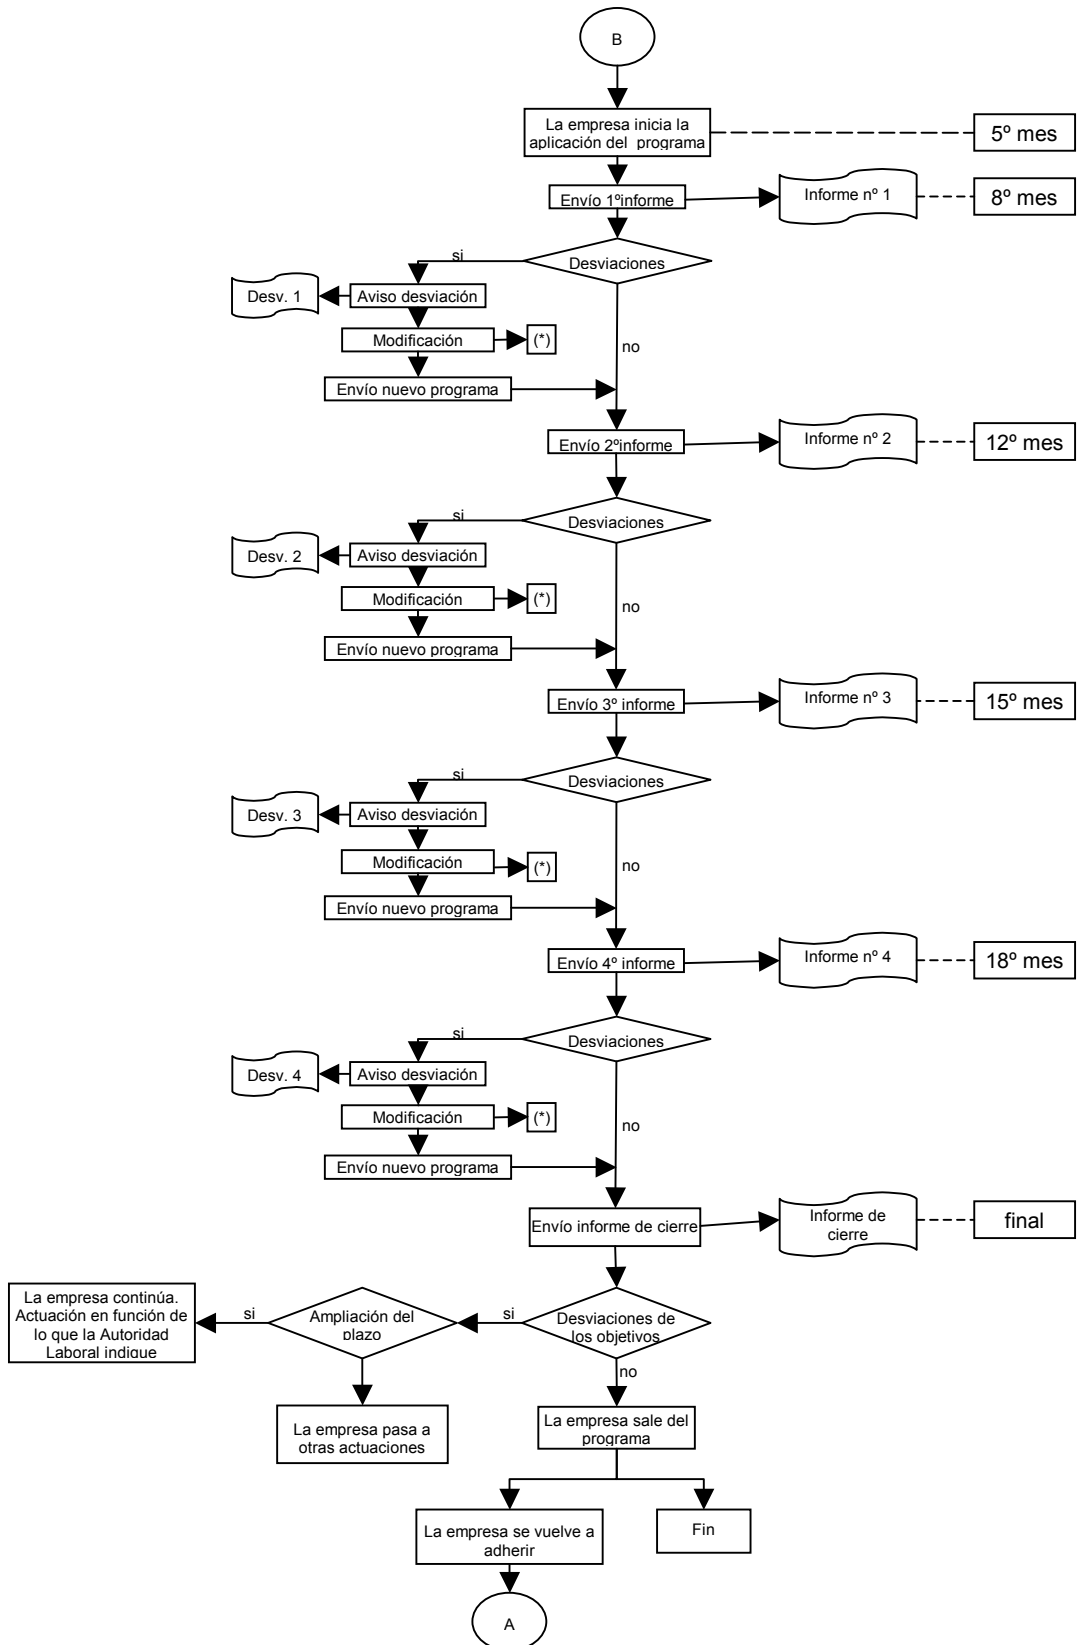 B
La empresa inicia la
aplicación del programa
5º mes
Envío 1ºinforme
Informe nº 1
8º mes
si
Desviaciones
Desv. 1
Aviso desviación
Modificación
(*)
no
Envío nuevo programa
Envío 2ºinforme
Informe nº 2
12º mes
si
Desviaciones
Desv. 2
Aviso desviación
Modificación
(*)
no
Envío nuevo programa
Envío 3º informe
Informe nº 3
15º mes
si
Desviaciones
Desv. 3
Aviso desviación
Modificación
(*)
no
Envío nuevo programa
Envío 4º informe
Informe nº 4
18º mes
si
Desviaciones
Desv. 4
Aviso desviación
Modificación
(*)
no
Envío nuevo programa
Envío informe de cierre
Informe de
cierre
final
La empresa continúa.
Actuación en función de
lo que la Autoridad
Laboral indique
si
Ampliación del
plazo
si
Desviaciones de
los objetivos
no
La empresa pasa a
otras actuaciones
La empresa sale del
programa
La empresa se vuelve a
adherir
Fin
A